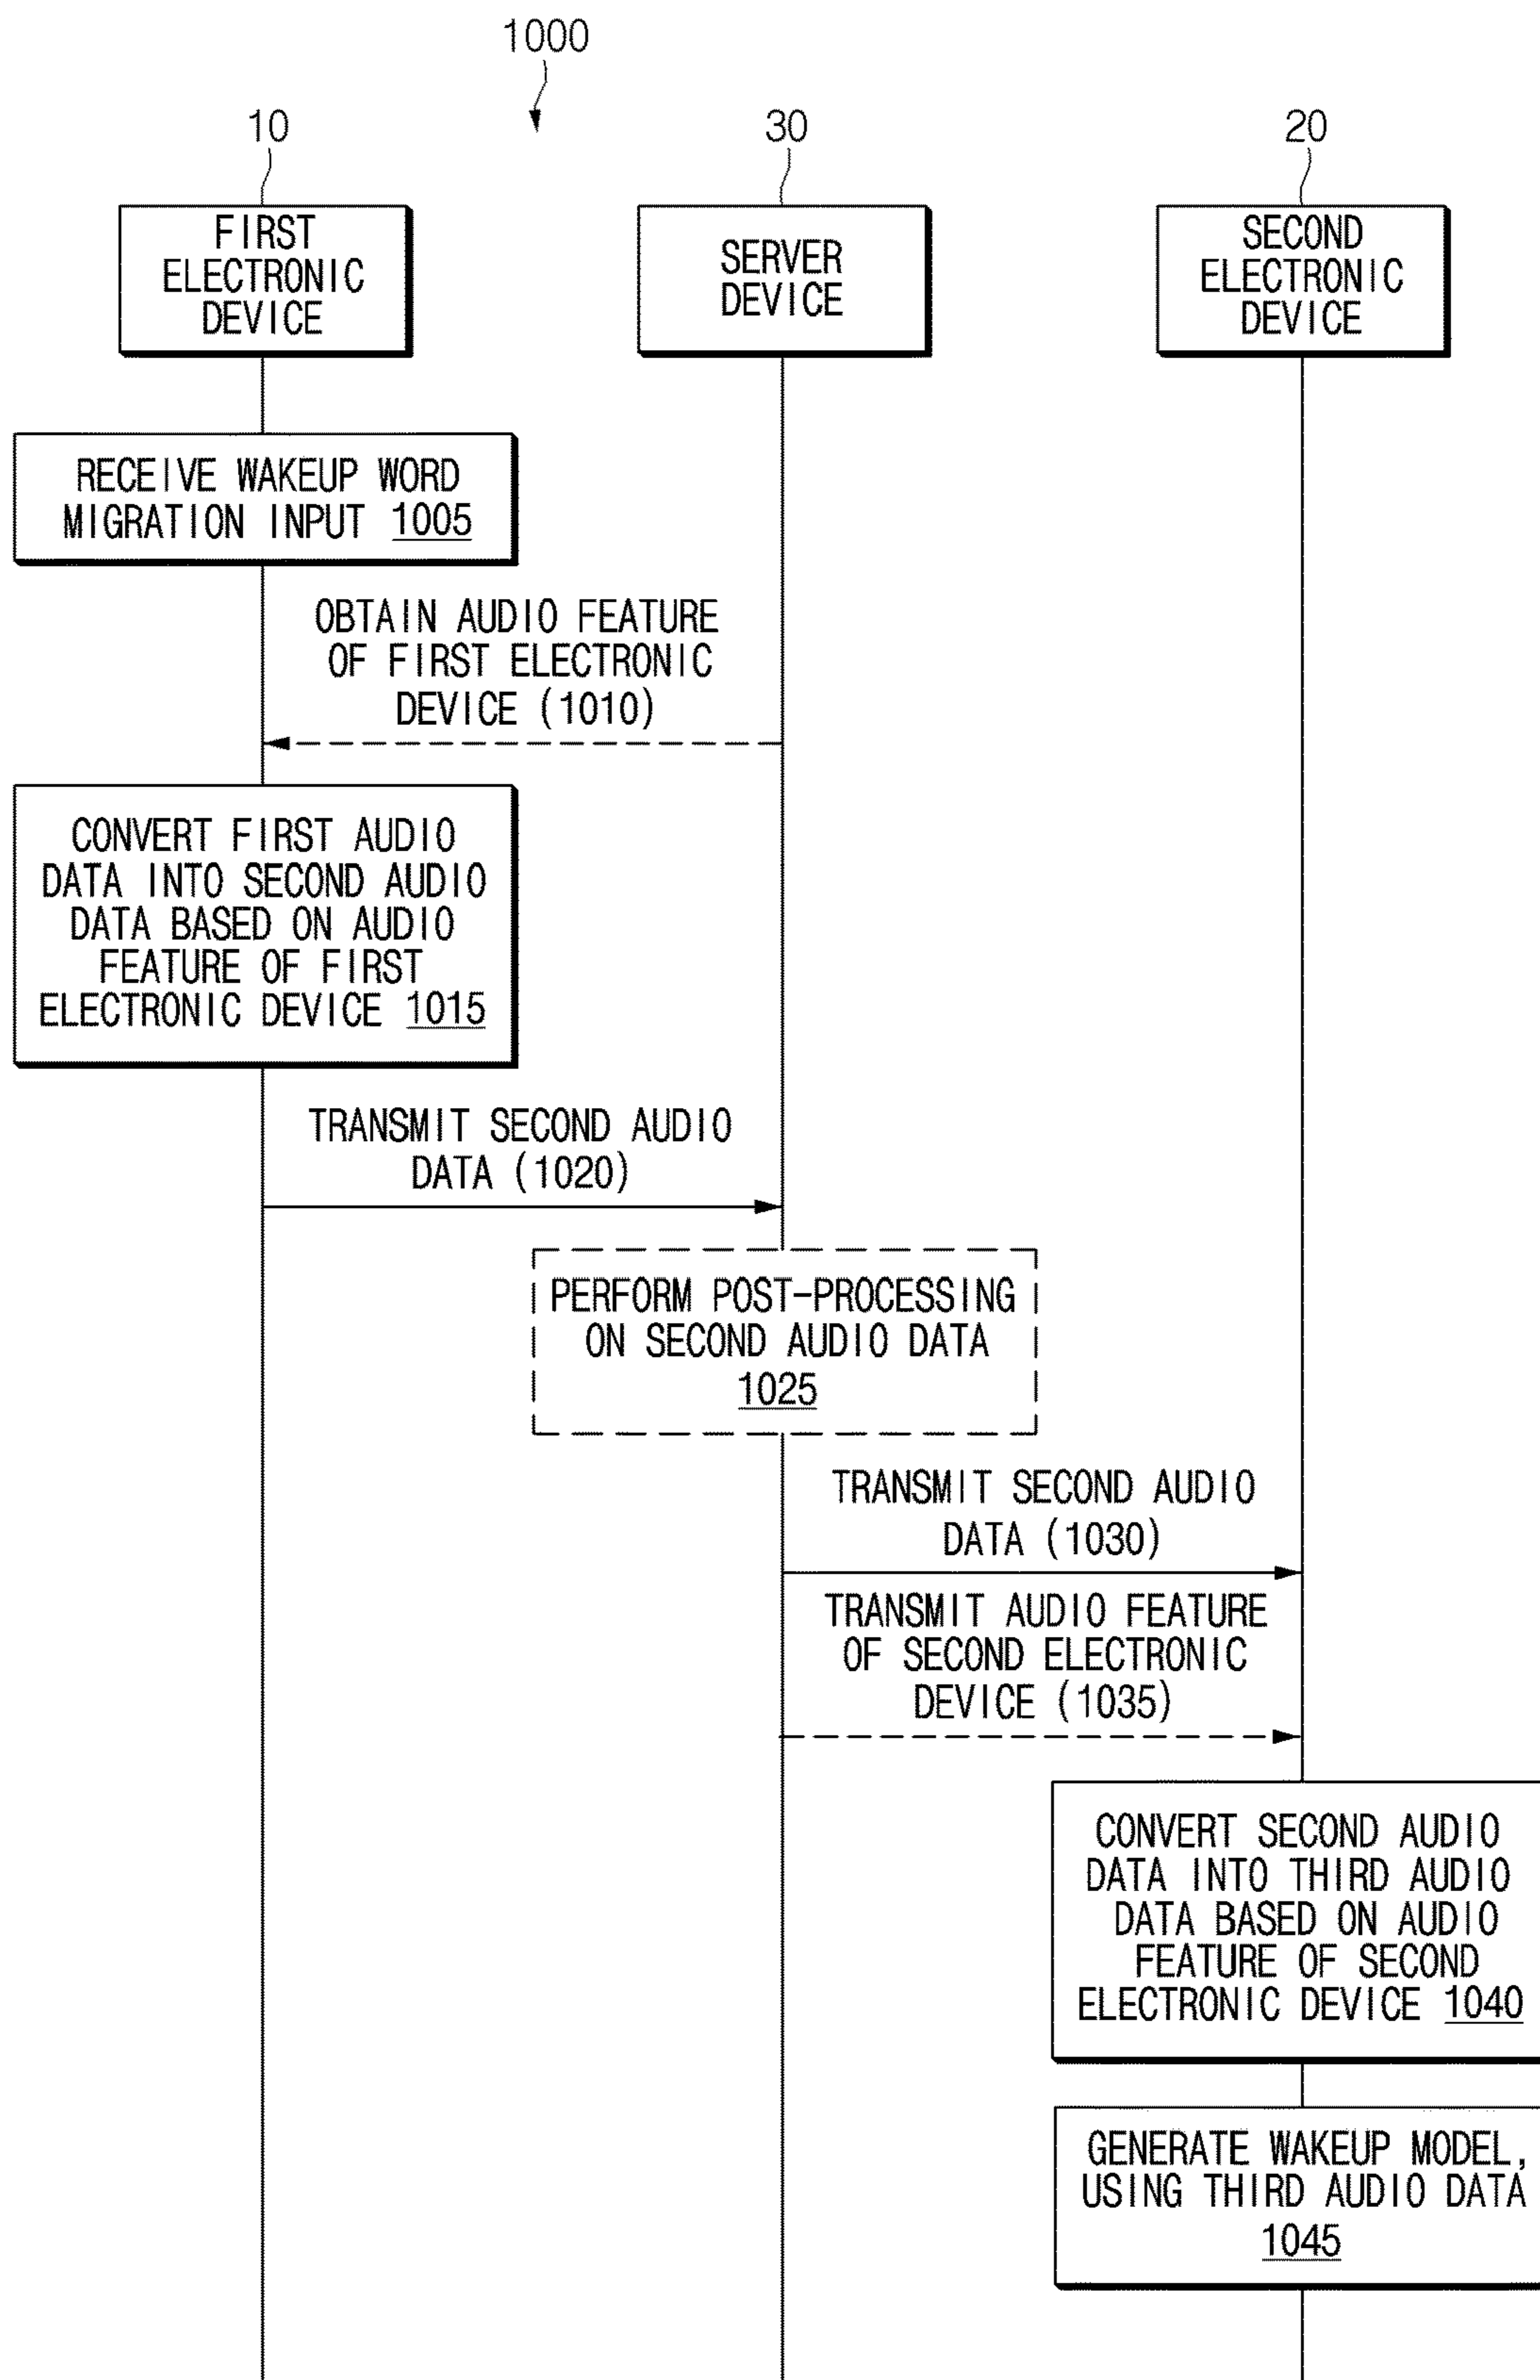 1000
10
30
20
FIRST
ELECTRONIC
DEVICE
SERVER
DEVICE
SECOND
ELECTRONIC
DEVICE
RECEIVE WAKEUP WORD
MIGRATION INPUT 1005
OBTAIN AUDIO FEATURE
OF FIRST ELECTRONIC
DEVICE (1010)
CONVERT FIRST AUDIO
DATA INTO SECOND AUDIO
DATA BASED ON AUDIO
FEATURE OF FIRST
ELECTRONIC DEVICE 1015
TRANSMIT SECOND AUDIO
DATA (1020)
PERFORM POST-PROCESSING
ON SECOND AUDIO DATA
1025
TRANSMIT SECOND AUDIO
DATA (1030)
TRANSMIT AUDIO FEATURE
OF SECOND ELECTRONIC
DEVICE (1035)
CONVERT SECOND AUDIO
DATA INTO THIRD AUDIO
DATA BASED ON AUDIO
FEATURE OF SECOND
ELECTRONIC DEVICE 1040
GENERATE WAKEUP MODEL,
USING THIRD AUDIO DATA
1045